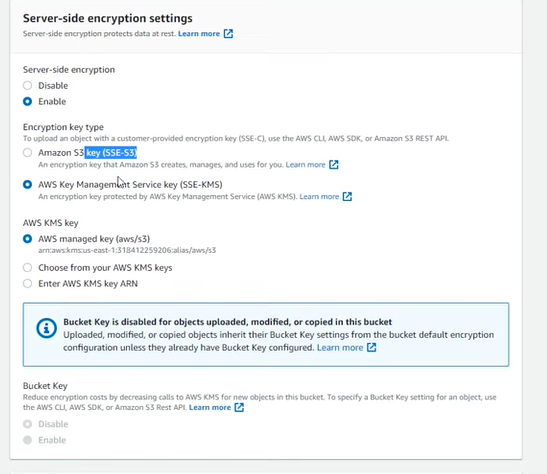 Server-side encryption settings
Server-side encryption protects data at rest. Learn more
Server-side encryption
Disable
Enable
Encryption key type
To upload an object with a customer-provided encryption key (SSE-C), use the AWS CLI, AWS SDK, or Amazon S3 REST API.
Amazon S3 key (SSE-S3)
An encryption key that Amazon S3 creates, manages, and uses for you. Learn more
AWS Key Management Service key (SSE-KMS)
An encryption key protected by AWS Key Management Service (AWS KMS). Learn more
AWS KMS key
AWS managed key (aws/s3)
arn:aws:kms:us-east-1:318412259206:alias/aws/s3
Choose from your AWS KMS keys
Enter AWS KMS key ARN
Bucket Key is disabled for objects uploaded, modified, or copied in this bucket
Uploaded, modified, or copied objects inherit their Bucket Key settings from the bucket default encryption
configuration unless they already have Bucket Key configured. Learn more
Bucket Key
Reduce encryption costs by decreasing calls to AWS KMS for new objects in this bucket. To specify a Bucket Key setting for an object, use
the AWS CLI, AWS SDK, or Amazon S3 Rest API. Learn more
Disable
Enable